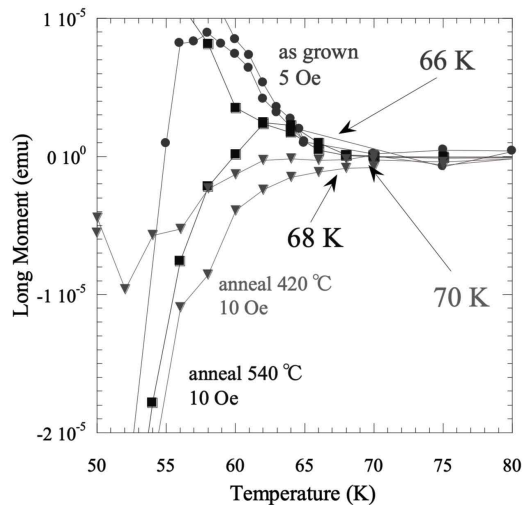 1 10⁻⁵
as grown
5 Oe
66 K
0 10⁰
68 K
70 K
anneal 420 ℃
10 Oe
-1 10⁻⁵
anneal 540 ℃
10 Oe
-2 10⁻⁵
50 55 60 65 70 75 80
Long Moment (emu)
Temperature (K)